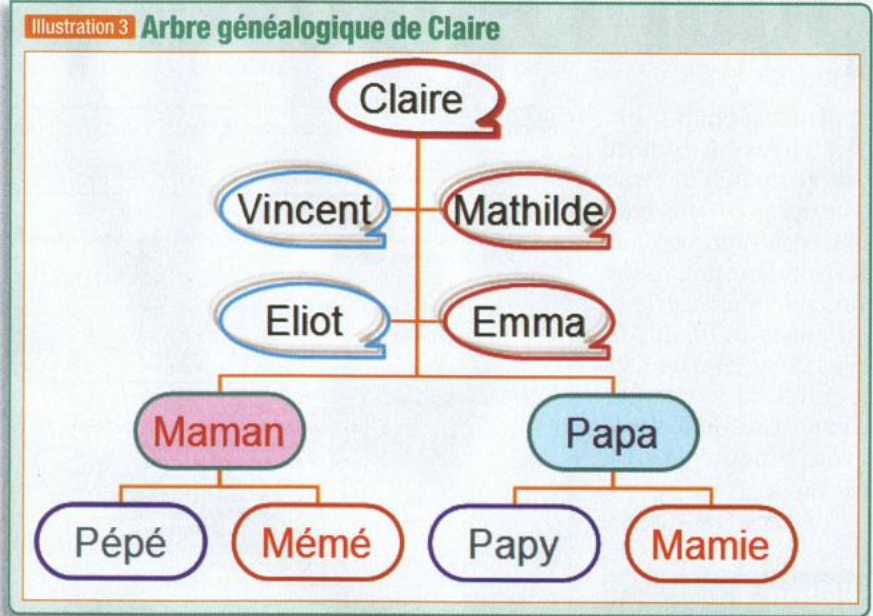 Illustration 3 Arbre généalogique de Claire
Claire
Vincent Mathilde
Eliot Emma
Maman Papa
Pépé Mémé Papy Mamie